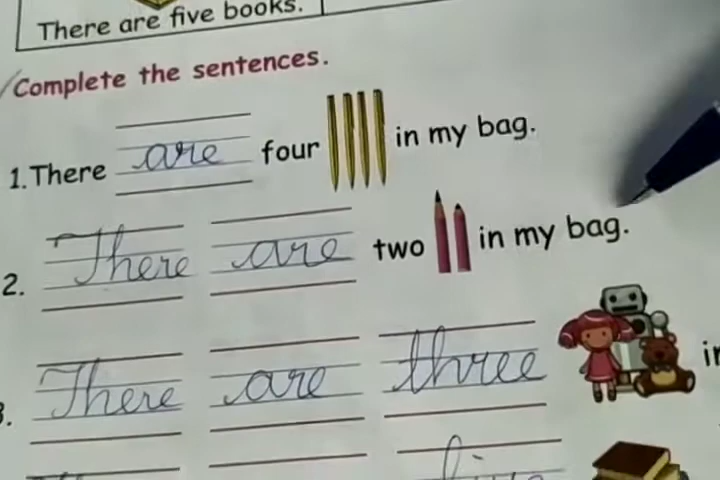 There are five books.
Complete the sentences.
1.There are four in my bag.
2. There are two in my bag.
3. There are three